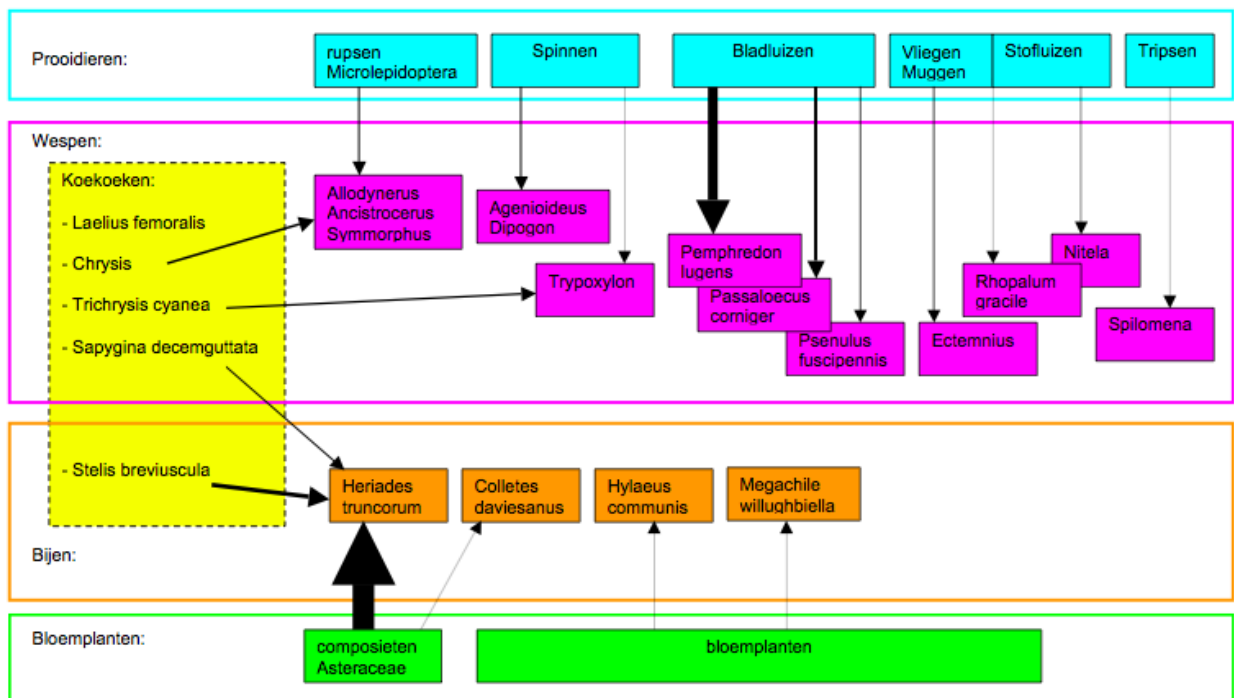 Prooidieren:
rupsen
Microlepidoptera
Spinnen
Bladluizen
Vliegen
Muggen
Stofluizen
Tripsen
Wespen:
Koekoeken:
- Laelius femoralis
- Chrysis
- Trichrysis cyanea
- Sapygina decemguttata
- Stelis breviuscula
Allodynerus
Ancistrocerus
Symmorphus
Agenioideus
Dipogon
Trypoxylon
Pemphredon
lugens
Passaloecus
corniger
Psenulus
fuscipennis
Ectemnius
Rhopalum
gracile
Nitela
Spilomena
Heriades
truncorum
Colletes
daviesanus
Hylaeus
communis
Megachile
willughbiella
Bijen:
Bloemplanten:
composieten
Asteraceae
bloemplanten